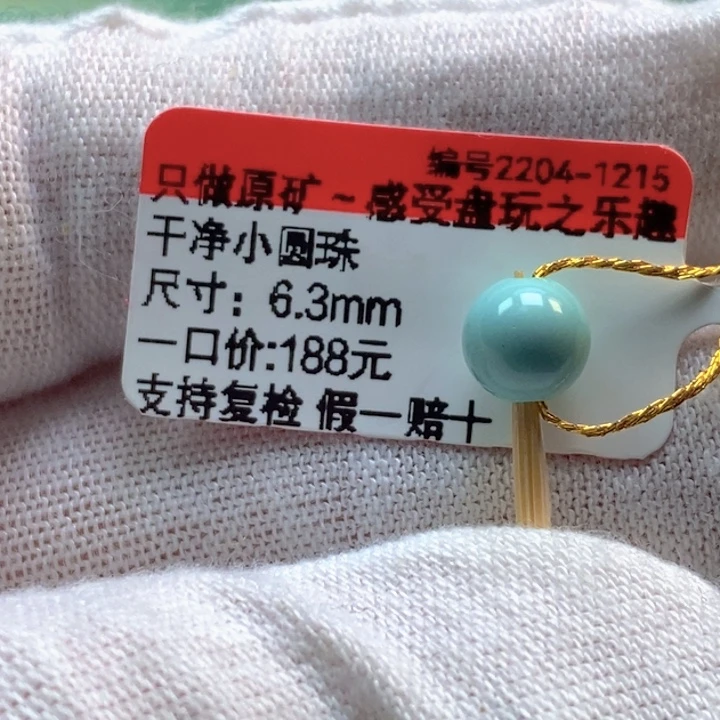 编号2204-1215
只做原矿~感受盘玩之乐趣
干净小圆珠
尺寸：6.3mm
一口价:188元
支持复检 假一赔十